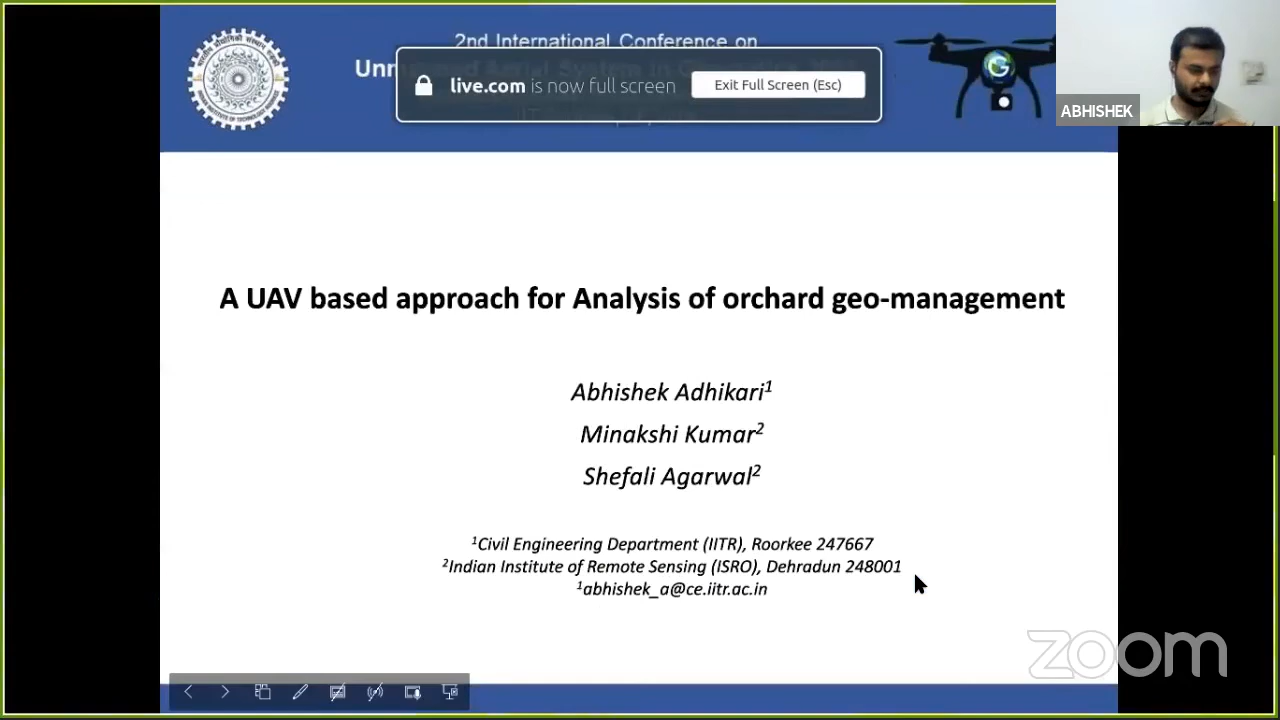 2nd International Conference on
live.com is now full screen
Exit Full Screen (Esc)
ABHISHEK
A UAV based approach for Analysis of orchard geo-management
Abhishek Adhikari¹
Minakshi Kumar²
Shefali Agarwal²
¹Civil Engineering Department (IITR), Roorkee 247667
²Indian Institute of Remote Sensing (ISRO), Dehradun 248001
¹abhishek_a@ce.iitr.ac.in
zoom